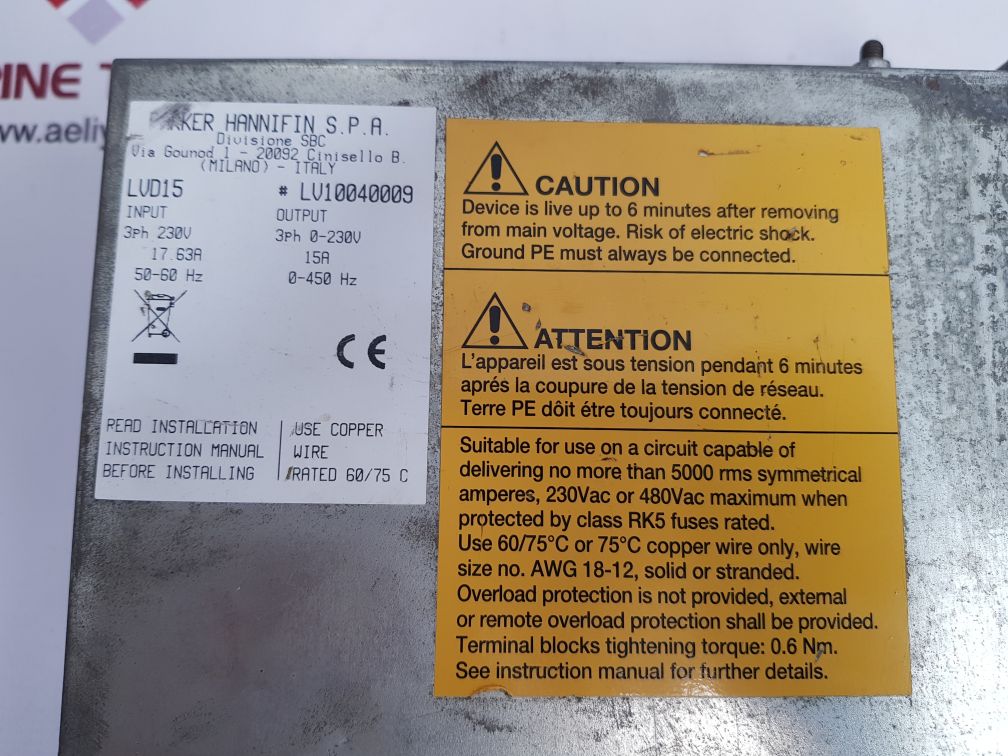 INE T
www.aeliy
KER HANNIFIN S.P.A.
Divisione SBC
Via Gounod 1 - 20092 Cinisello B.
(MILANO) - ITALY
LVD15 # LV10040009
INPUT OUTPUT
3Ph 230V 3Ph 0-230V
17.63A 15A
50-60 Hz 0-450 Hz
CE
READ INSTALLATION
INSTRUCTION MANUAL
BEFORE INSTALLING
USE COPPER
WIRE
RATED 60/75 C
CAUTION
Device is live up to 6 minutes after removing
from main voltage. Risk of electric shock.
Ground PE must always be connected.
ATTENTION
L'appareil est sous tension pendant 6 minutes
aprés la coupure de la tension de réseau.
Terre PE dôit étre toujours connecté.
Suitable for use on a circuit capable of
delivering no more than 5000 rms symmetrical
amperes, 230Vac or 480Vac maximum when
protected by class RK5 fuses rated.
Use 60/75°C or 75°C copper wire only, wire
size no. AWG 18-12, solid or stranded.
Overload protection is not provided, external
or remote overload protection shall be provided.
Terminal blocks tightening torque: 0.6 Nm.
See instruction manual for further details.